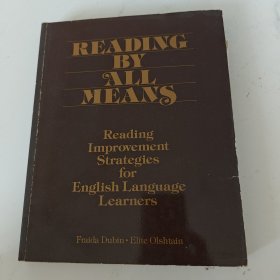 READING
BY
ALL
MEANS
Reading
Improvement
Strategies
for
English Language
Learners
Fraida Dubin • Elite Olshtain